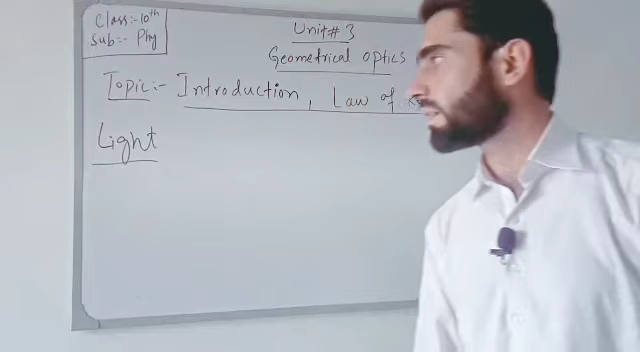 Class:- 10th
Sub:- Phy
Unit# 3
Geometrical optics
Topic:- Introduction, Law of
Light